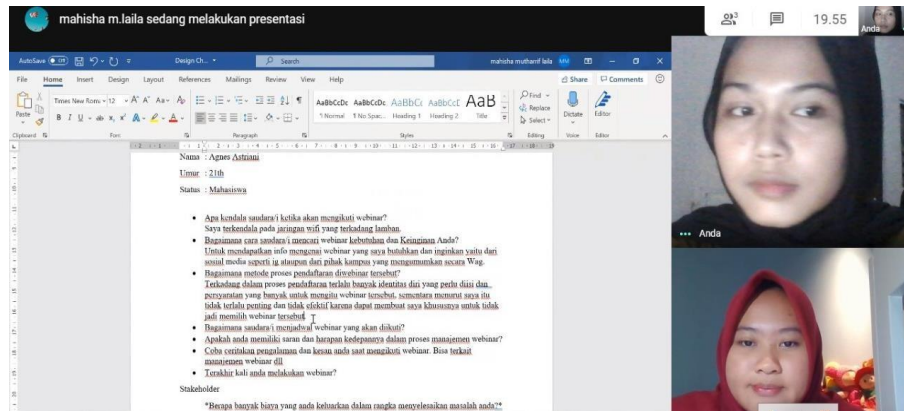 mahisha m.laila sedang melakukan presentasi
3
19.55
Anda
AutoSave
Design Ch...
Search
mahisha mutharrif laila
MM
File Home Insert Design Layout References Mailings Review View Help
Share
Comments
Times New Roma
12
Paste
AaBbCcDc AaBbCcDc AaBbCc AaBbCcE AaB
1 Normal 1 No Spac... Heading 1 Heading 2 Title
Find
Replace
Select
Dictate
Editor
Clipboard Font Paragraph Styles Editing Voice Editor
Nama : Agnes Astriani
Umur : 21th
Status : Mahasiswa
Apa kendala saudara/i ketika akan mengikuti webinar?
Saya terkendala pada jaringan wifi yang terkadang lamban.
Bagaimana cara saudara/i mencari webinar kebutuhan dan Keinginan Anda?
Untuk mendapatkan info mengenai webinar yang saya butuhkan dan inginkan yaitu dari
sosial media seperti ig ataupun dari pihak kampus yang mengumumkan secara Wag.
Bagaimana metode proses pendaftaran diwebinar tersebut?
Terkadang dalam proses pendaftaran terlalu banyak identitas diri yang perlu diisi dan
persyaratan yang banyak untuk mengitu webinar tersebut, sementara menurut saya itu
tidak terlalu penting dan tidak efektif karena dapat membuat saya khususnya untuk tidak
jadi memilih webinar tersebut.
Bagaimana saudara/i menjadwal webinar yang akan diikuti?
Apakah anda memiliki saran dan harapan kedepannya dalam proses manajemen webinar?
Coba ceritakan pengalaman dan kesan anda saat mengikuti webinar. Bisa terkait
manajemen webinar dll
Terakhir kali anda melakukan webinar?
Stakeholder
*Berapa banyak biaya yang anda keluarkan dalam rangka menyelesaikan masalah anda?*
Anda